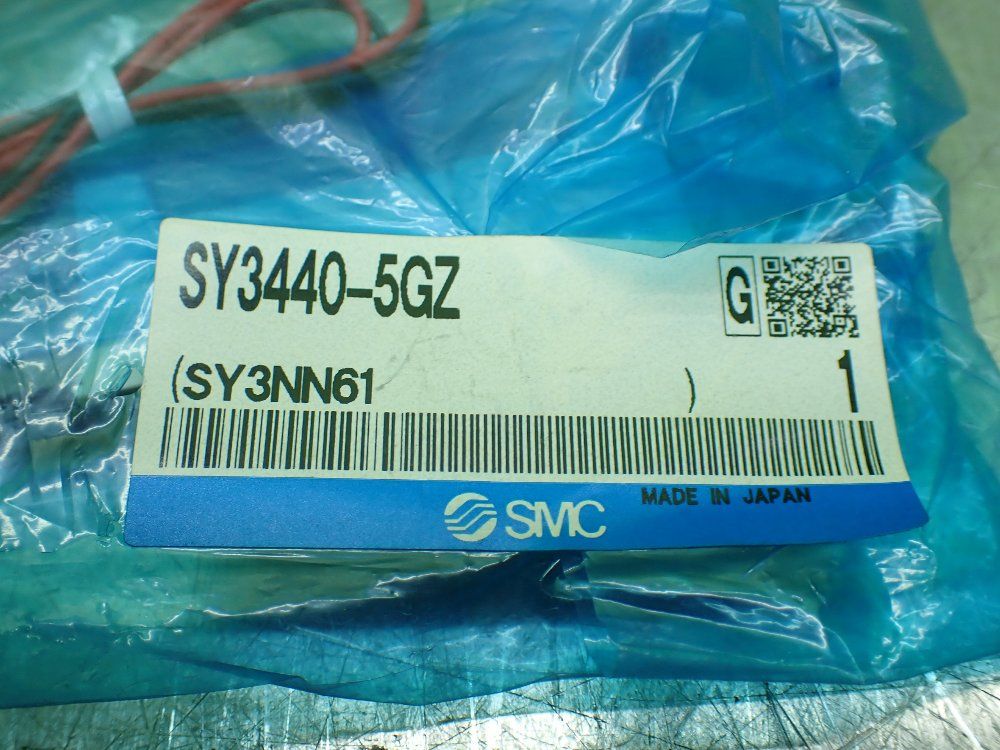 SY3440-5GZ
G
(SY3NN61 )
1
SMC
MADE IN JAPAN